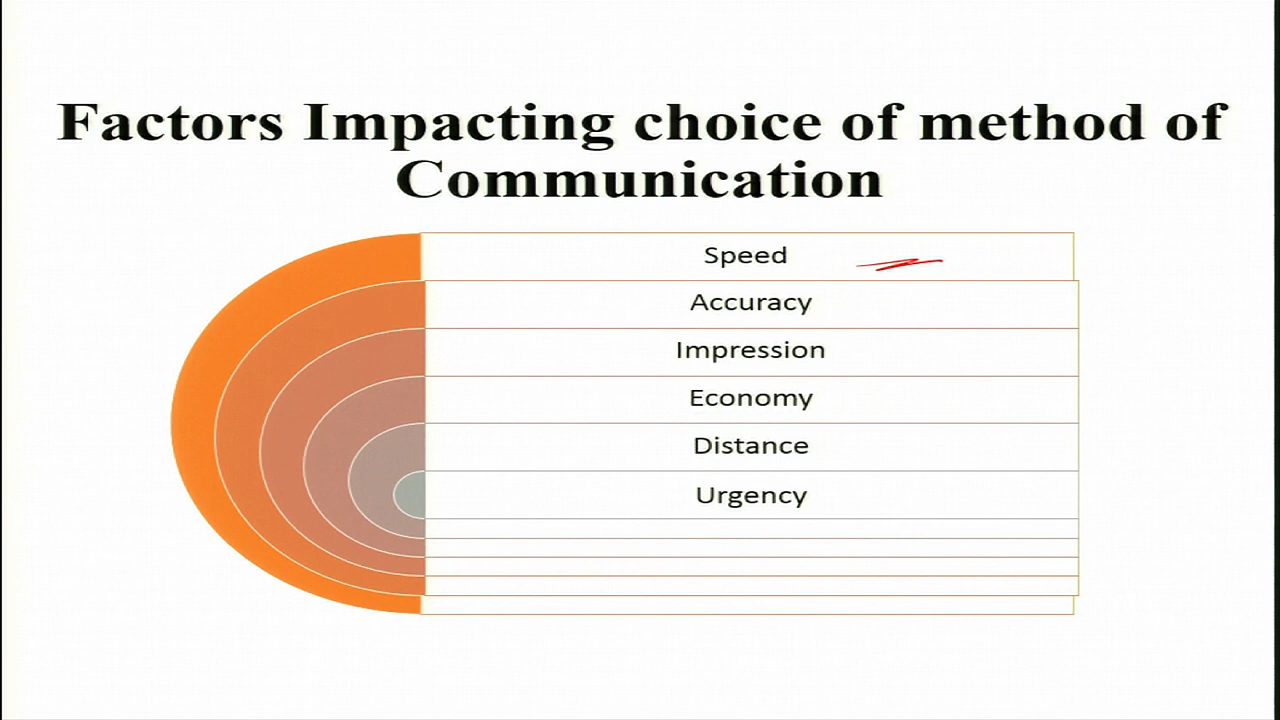 Factors Impacting choice of method of
Communication
Speed
Accuracy
Impression
Economy
Distance
Urgency